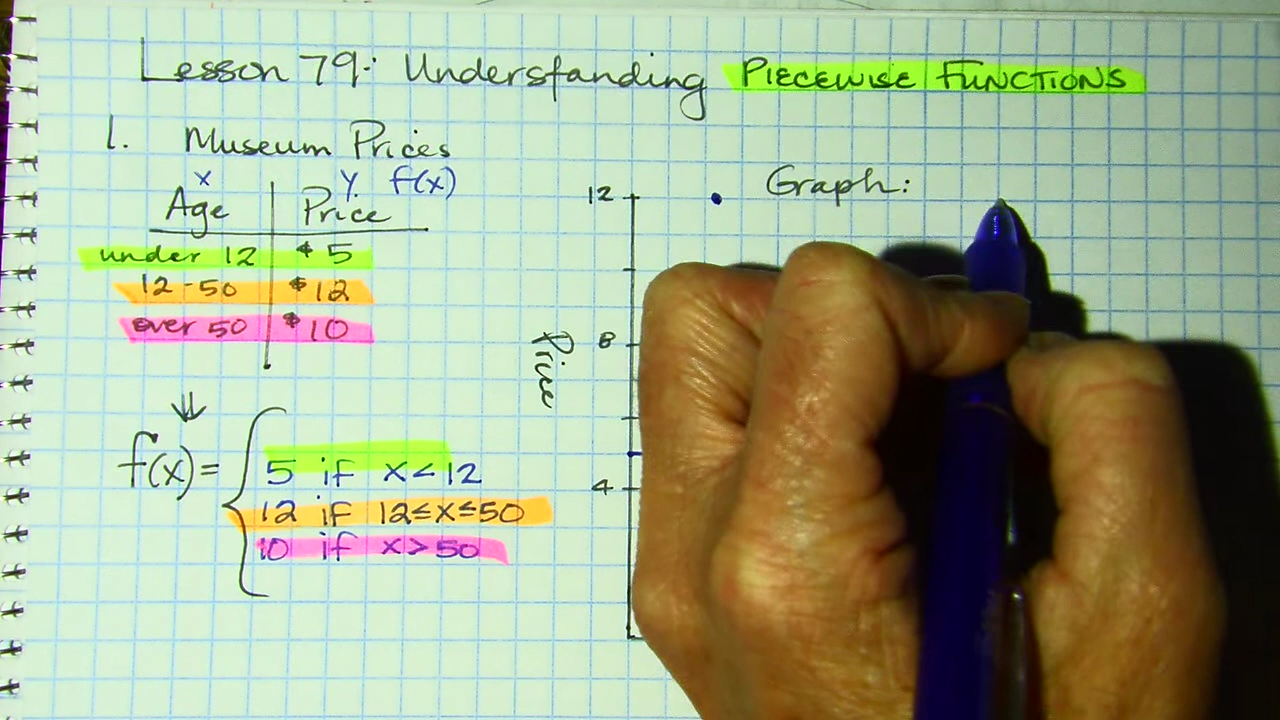 Lesson 79: Understanding PIECEWISE FUNCTIONS
1. Museum Prices
x y f(x)
Age Price
under 12 $ 5
12-50 $12
over 50 $ 10
f(x) = { 5 if x < 12
12 if 12≤x≤50
10 if x > 50
Graph:
12
8
4
Price